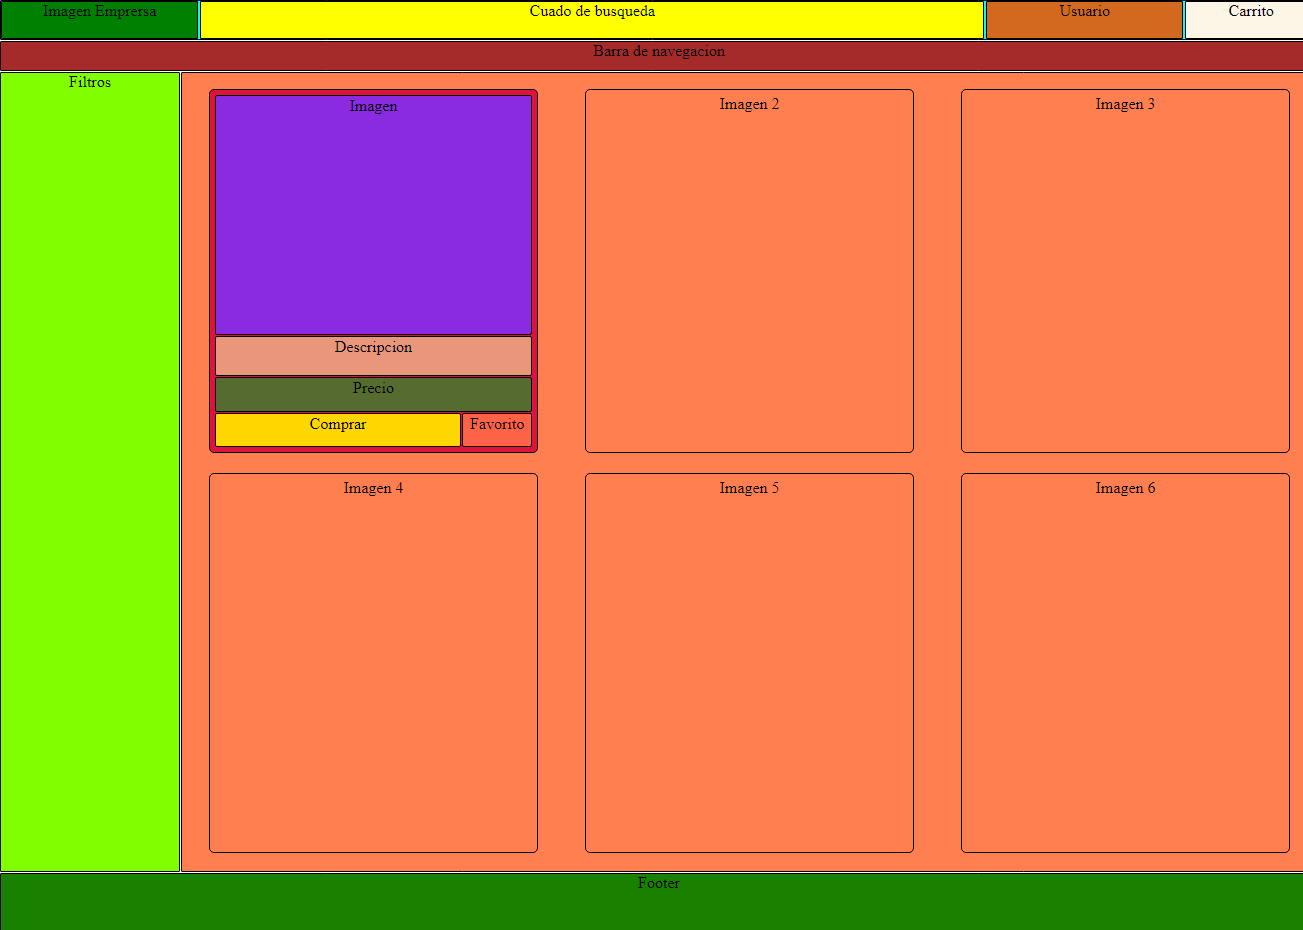 Imagen Emprersa
Cuado de busqueda
Usuario
Carrito
Barra de navegacion
Filtros
Imagen
Imagen 2
Imagen 3
Descripcion
Precio
Comprar
Favorito
Imagen 4
Imagen 5
Imagen 6
Footer